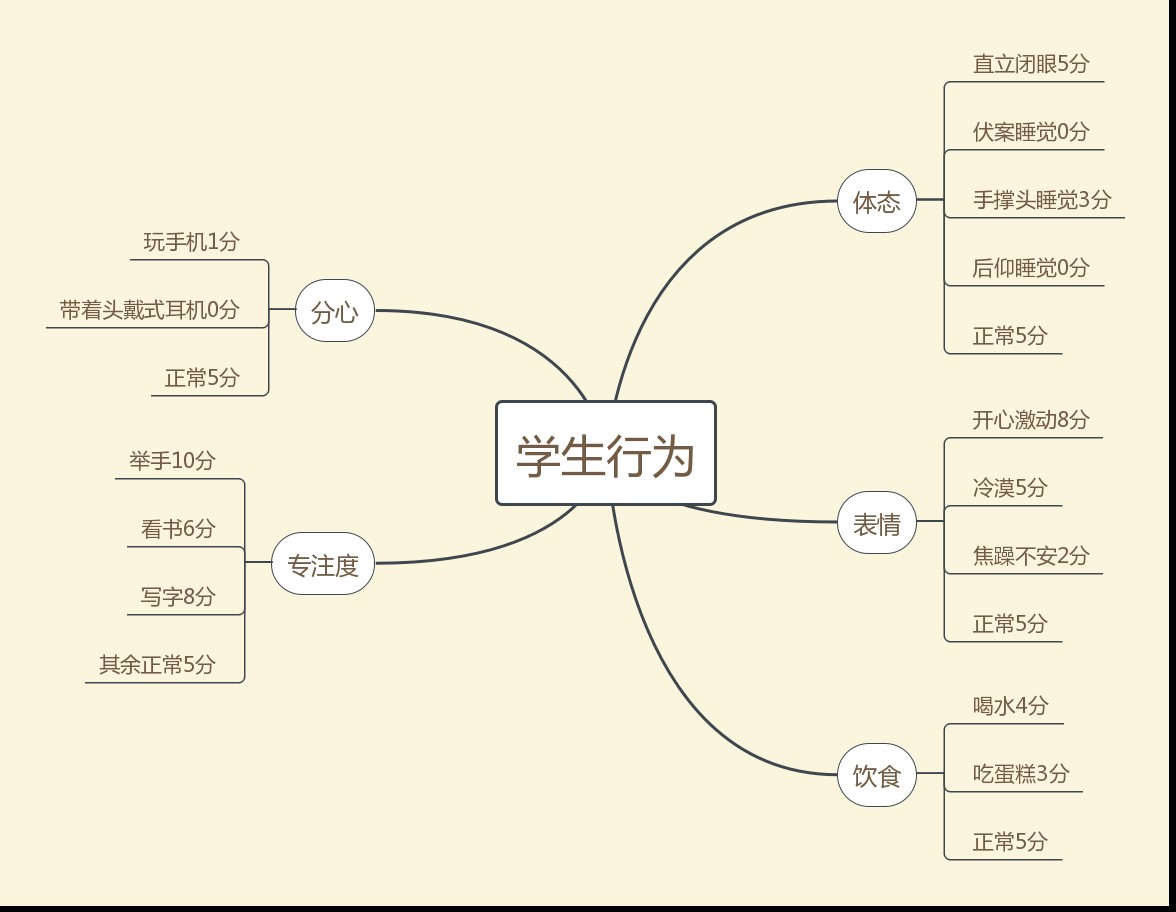 学生行为
体态
直立闭眼5分
伏案睡觉0分
手撑头睡觉3分
后仰睡觉0分
正常5分
表情
开心激动8分
冷漠5分
焦躁不安2分
正常5分
饮食
喝水4分
吃蛋糕3分
正常5分
分心
玩手机1分
带着头戴式耳机0分
正常5分
专注度
举手10分
看书6分
写字8分
其余正常5分